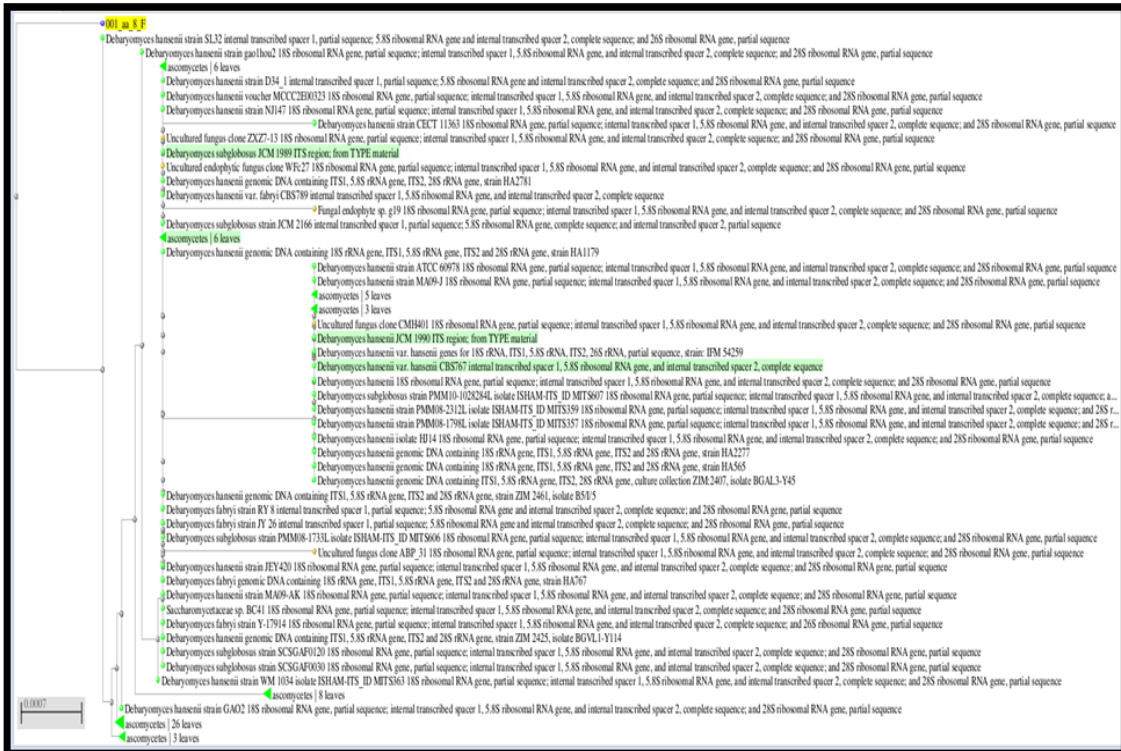 001_aa_8_F
Debaryomyces hansenii strain SL32 internal transcribed spacer 1, partial sequence; 5.8S ribosomal RNA gene and internal transcribed spacer 2, complete sequence; and 26S ribosomal RNA gene, partial sequence
Debaryomyces hansenii strain gao1hou2 18S ribosomal RNA gene, partial sequence; internal transcribed spacer 1, 5.8S ribosomal RNA gene, and internal transcribed spacer 2, complete sequence; and 28S ribosomal RNA gene, partial sequence
ascomycetes | 6 leaves
Debaryomyces hansenii strain D34_1 internal transcribed spacer 1, partial sequence; 5.8S ribosomal RNA gene and internal transcribed spacer 2, complete sequence; and 28S ribosomal RNA gene, partial sequence
Debaryomyces hansenii voucher MCCC2E00323 18S ribosomal RNA gene, partial sequence; internal transcribed spacer 1, 5.8S ribosomal RNA gene, and internal transcribed spacer 2, complete sequence; and 28S ribosomal RNA gene, partial sequence
Debaryomyces hansenii strain NJ147 18S ribosomal RNA gene, partial sequence; internal transcribed spacer 1, 5.8S ribosomal RNA gene, and internal transcribed spacer 2, complete sequence; and 28S ribosomal RNA gene, partial sequence
Debaryomyces hansenii strain CECT 11363 18S ribosomal RNA gene, partial sequence; internal transcribed spacer 1, 5.8S ribosomal RNA gene, and internal transcribed spacer 2, complete sequence; and 28S ribosomal RNA gene, partial sequence
Uncultured fungus clone ZXZ7-13 18S ribosomal RNA gene, partial sequence; internal transcribed spacer 1, 5.8S ribosomal RNA gene, and internal transcribed spacer 2, complete sequence; and 28S ribosomal RNA gene, partial sequence
Debaryomyces subglobosus JCM 1989 ITS region; from TYPE material
Uncultured endophytic fungus clone WFc27 18S ribosomal RNA gene, partial sequence; internal transcribed spacer 1, 5.8S ribosomal RNA gene, and internal transcribed spacer 2, complete sequence; and 28S ribosomal RNA gene, partial sequence
Debaryomyces hansenii genomic DNA containing ITS1, 5.8S rRNA gene, ITS2, 28S rRNA gene, strain HA2781
Debaryomyces hansenii var. fabryi CBS789 internal transcribed spacer 1, 5.8S ribosomal RNA gene, and internal transcribed spacer 2, complete sequence
Fungal endophyte sp. g19 18S ribosomal RNA gene, partial sequence; internal transcribed spacer 1, 5.8S ribosomal RNA gene, and internal transcribed spacer 2, complete sequence; and 28S ribosomal RNA gene, partial sequence
Debaryomyces subglobosus strain JCM 2166 internal transcribed spacer 1, partial sequence; 5.8S ribosomal RNA gene, complete sequence; and internal transcribed spacer 2, partial sequence
ascomycetes | 6 leaves
Debaryomyces hansenii genomic DNA containing 18S rRNA gene, ITS1, 5.8S rRNA gene, ITS2 and 28S rRNA gene, strain HA1179
Debaryomyces hansenii strain ATCC 60978 18S ribosomal RNA gene, partial sequence; internal transcribed spacer 1, 5.8S ribosomal RNA gene, and internal transcribed spacer 2, complete sequence; and 28S ribosomal RNA gene, partial sequence
Debaryomyces hansenii strain MA09-J 18S ribosomal RNA gene, partial sequence; internal transcribed spacer 1, 5.8S ribosomal RNA gene, and internal transcribed spacer 2, complete sequence; and 28S ribosomal RNA gene, partial sequence
ascomycetes | 5 leaves
ascomycetes | 3 leaves
Uncultured fungus clone CMH401 18S ribosomal RNA gene, partial sequence; internal transcribed spacer 1, 5.8S ribosomal RNA gene, and internal transcribed spacer 2, complete sequence; and 28S ribosomal RNA gene, partial sequence
Debaryomyces hansenii JCM 1990 ITS region; from TYPE material
Debaryomyces hansenii var. hansenii genes for 18S rRNA, ITS1, 5.8S rRNA, ITS2, 26S rRNA, partial sequence, strain: IFM 54259
Debaryomyces hansenii var. hansenii CBS767 internal transcribed spacer 1, 5.8S ribosomal RNA gene, and internal transcribed spacer 2, complete sequence
Debaryomyces hansenii 18S ribosomal RNA gene, partial sequence; internal transcribed spacer 1, 5.8S ribosomal RNA gene, and internal transcribed spacer 2, complete sequence; and 28S ribosomal RNA gene, partial sequence
Debaryomyces subglobosus strain PMM10-1028284L isolate ISHAM-ITS_ID MITS607 18S ribosomal RNA gene, partial sequence; internal transcribed spacer 1, 5.8S ribosomal RNA gene, and internal transcribed spacer 2, complete sequence; a...
Debaryomyces hansenii strain PMM08-2312L isolate ISHAM-ITS_ID MITS359 18S ribosomal RNA gene, partial sequence; internal transcribed spacer 1, 5.8S ribosomal RNA gene, and internal transcribed spacer 2, complete sequence; and 28S r...
Debaryomyces hansenii strain PMM08-1798L isolate ISHAM-ITS_ID MITS357 18S ribosomal RNA gene, partial sequence; internal transcribed spacer 1, 5.8S ribosomal RNA gene, and internal transcribed spacer 2, complete sequence; and 28S r...
Debaryomyces hansenii isolate HJ14 18S ribosomal RNA gene, partial sequence; internal transcribed spacer 1, 5.8S ribosomal RNA gene, and internal transcribed spacer 2, complete sequence; and 28S ribosomal RNA gene, partial sequence
Debaryomyces hansenii genomic DNA containing 18S rRNA gene, ITS1, 5.8S rRNA gene, ITS2 and 28S rRNA gene, strain HA2277
Debaryomyces hansenii genomic DNA containing 18S rRNA gene, ITS1, 5.8S rRNA gene, ITS2 and 28S rRNA gene, strain HA565
Debaryomyces hansenii genomic DNA containing ITS1, 5.8S rRNA gene, ITS2, 28S rRNA gene, culture collection ZIM:2407, isolate BGAL3-Y45
Debaryomyces hansenii genomic DNA containing ITS1, 5.8S rRNA gene, ITS2 and 28S rRNA gene, strain ZIM 2461, isolate B5/I/5
Debaryomyces fabryi strain RY 8 internal transcribed spacer 1, partial sequence; 5.8S ribosomal RNA gene and internal transcribed spacer 2, complete sequence; and 28S ribosomal RNA gene, partial sequence
Debaryomyces fabryi strain JY 26 internal transcribed spacer 1, partial sequence; 5.8S ribosomal RNA gene and internal transcribed spacer 2, complete sequence; and 28S ribosomal RNA gene, partial sequence
Debaryomyces subglobosus strain PMM08-1733L isolate ISHAM-ITS_ID MITS606 18S ribosomal RNA gene, partial sequence; internal transcribed spacer 1, 5.8S ribosomal RNA gene, and internal transcribed spacer 2, complete sequence; and 28S ribosomal RNA gene, partial sequence
Uncultured fungus clone ABP_31 18S ribosomal RNA gene, partial sequence; internal transcribed spacer 1, 5.8S ribosomal RNA gene, and internal transcribed spacer 2, complete sequence; and 28S ribosomal RNA gene, partial sequence
Debaryomyces hansenii strain JEY420 18S ribosomal RNA gene, partial sequence; internal transcribed spacer 1, 5.8S ribosomal RNA gene, and internal transcribed spacer 2, complete sequence; and 28S ribosomal RNA gene, partial sequence
Debaryomyces fabryi genomic DNA containing 18S rRNA gene, ITS1, 5.8S rRNA gene, ITS2 and 28S rRNA gene, strain HA767
Debaryomyces hansenii strain MA09-AK 18S ribosomal RNA gene, partial sequence; internal transcribed spacer 1, 5.8S ribosomal RNA gene, and internal transcribed spacer 2, complete sequence; and 28S ribosomal RNA gene, partial sequence
Saccharomycetaceae sp. BC41 18S ribosomal RNA gene, partial sequence; internal transcribed spacer 1, 5.8S ribosomal RNA gene, and internal transcribed spacer 2, complete sequence; and 28S ribosomal RNA gene, partial sequence
Debaryomyces fabryi strain Y-17914 18S ribosomal RNA gene, partial sequence; internal transcribed spacer 1, 5.8S ribosomal RNA gene, and internal transcribed spacer 2, complete sequence; and 26S ribosomal RNA gene, partial sequence
Debaryomyces hansenii genomic DNA containing ITS1, 5.8S rRNA gene, ITS2 and 28S rRNA gene, strain ZIM 2425, isolate BGVL1-Y114
Debaryomyces subglobosus strain SCSGAF0120 18S ribosomal RNA gene, partial sequence; internal transcribed spacer 1, 5.8S ribosomal RNA gene, and internal transcribed spacer 2, complete sequence; and 28S ribosomal RNA gene, partial sequence
Debaryomyces subglobosus strain SCSGAF0030 18S ribosomal RNA gene, partial sequence; internal transcribed spacer 1, 5.8S ribosomal RNA gene, and internal transcribed spacer 2, complete sequence; and 28S ribosomal RNA gene, partial sequence
Debaryomyces hansenii strain WM 1034 isolate ISHAM-ITS_ID MITS363 18S ribosomal RNA gene, partial sequence; internal transcribed spacer 1, 5.8S ribosomal RNA gene, and internal transcribed spacer 2, complete sequence; and 28S ribosomal RNA gene, partial sequence
ascomycetes | 8 leaves
0.0007
Debaryomyces hansenii strain GAO2 18S ribosomal RNA gene, partial sequence; internal transcribed spacer 1, 5.8S ribosomal RNA gene, and internal transcribed spacer 2, complete sequence; and 28S ribosomal RNA gene, partial sequence
ascomycetes | 26 leaves
ascomycetes | 3 leaves